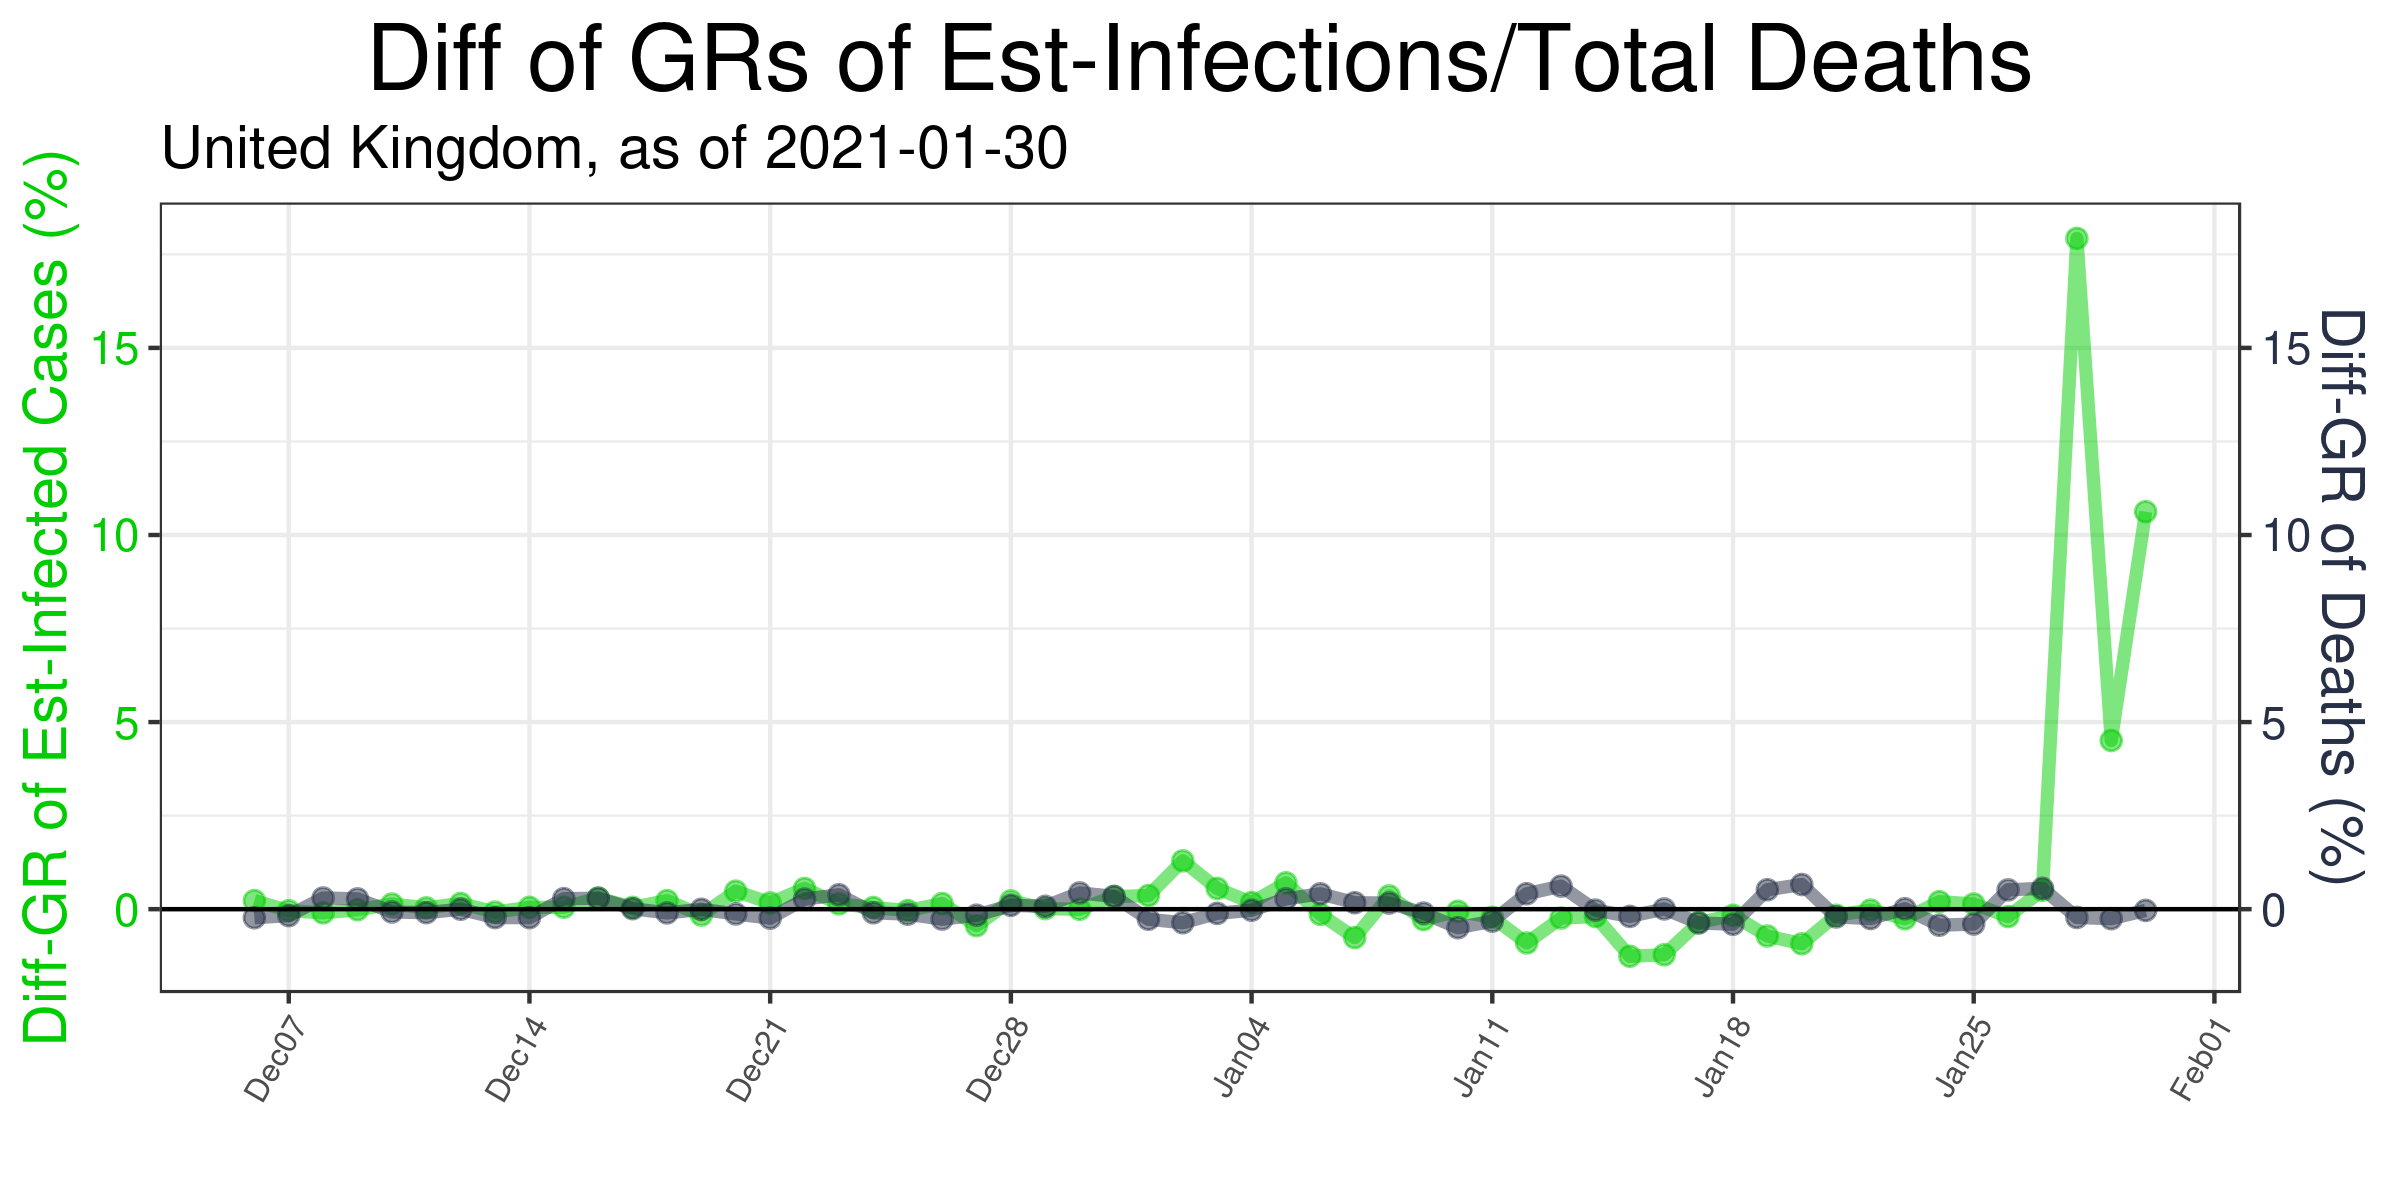 Diff of GRs of Est-Infections/Total Deaths
United Kingdom, as of 2021-01-30
Diff-GR of Est-Infected Cases (%)
15
10
5
0
15
10
5
0
Diff-GR of Deaths (%)
Dec07
Dec14
Dec21
Dec28
Jan04
Jan11
Jan18
Jan25
Feb01